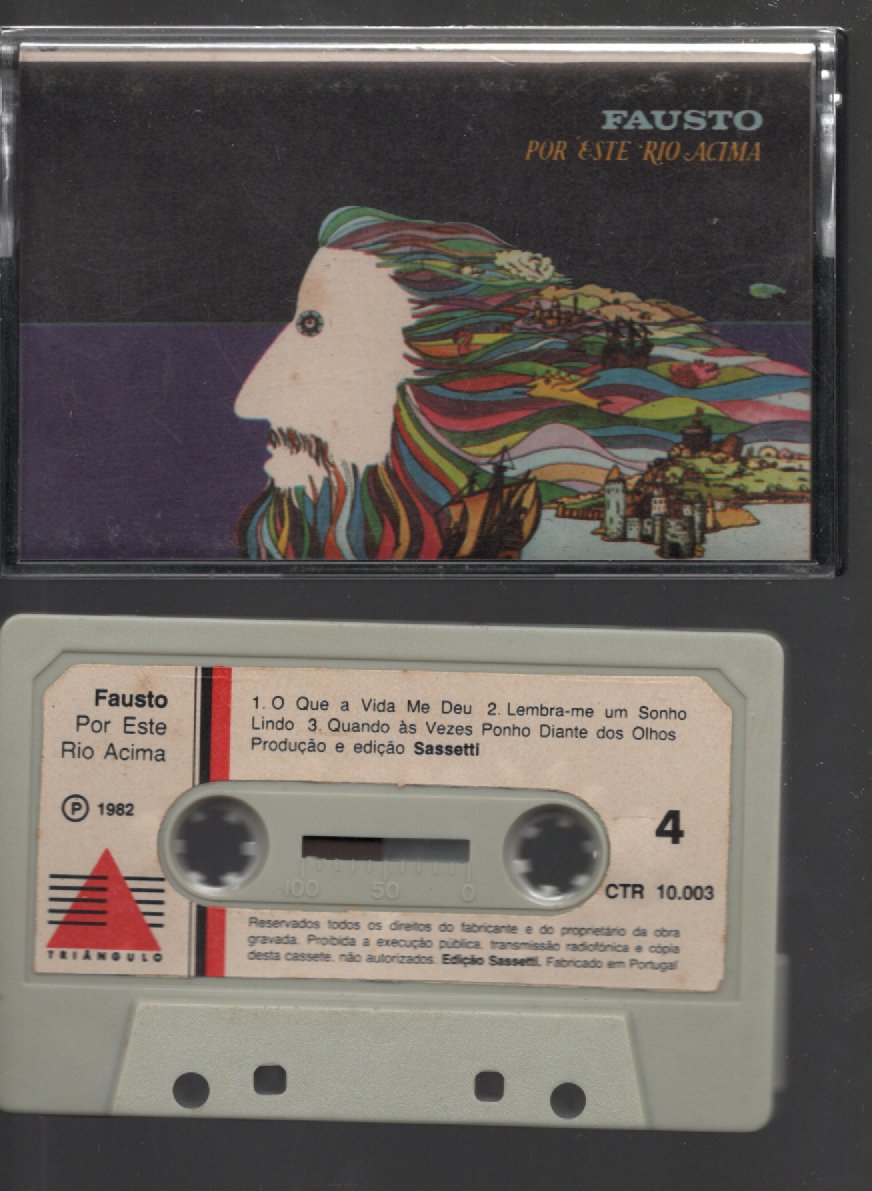 FAUSTO
POR ESTE RIO ACIMA
Fausto
Por Este
Rio Acima
Ⓟ 1982
TRIÂNGULO
1. O Que a Vida Me Deu 2. Lembra-me um Sonho
Lindo 3. Quando às Vezes Ponho Diante dos Olhos
Produção e edição Sassetti
4
100 50 0
CTR 10.003
Reservados todos os direitos do fabricante e do proprietário da obra
gravada. Proibida a execução pública, transmissão radiofónica e cópia
desta cassete, não autorizados. Edição Sassetti. Fabricado em Portugal